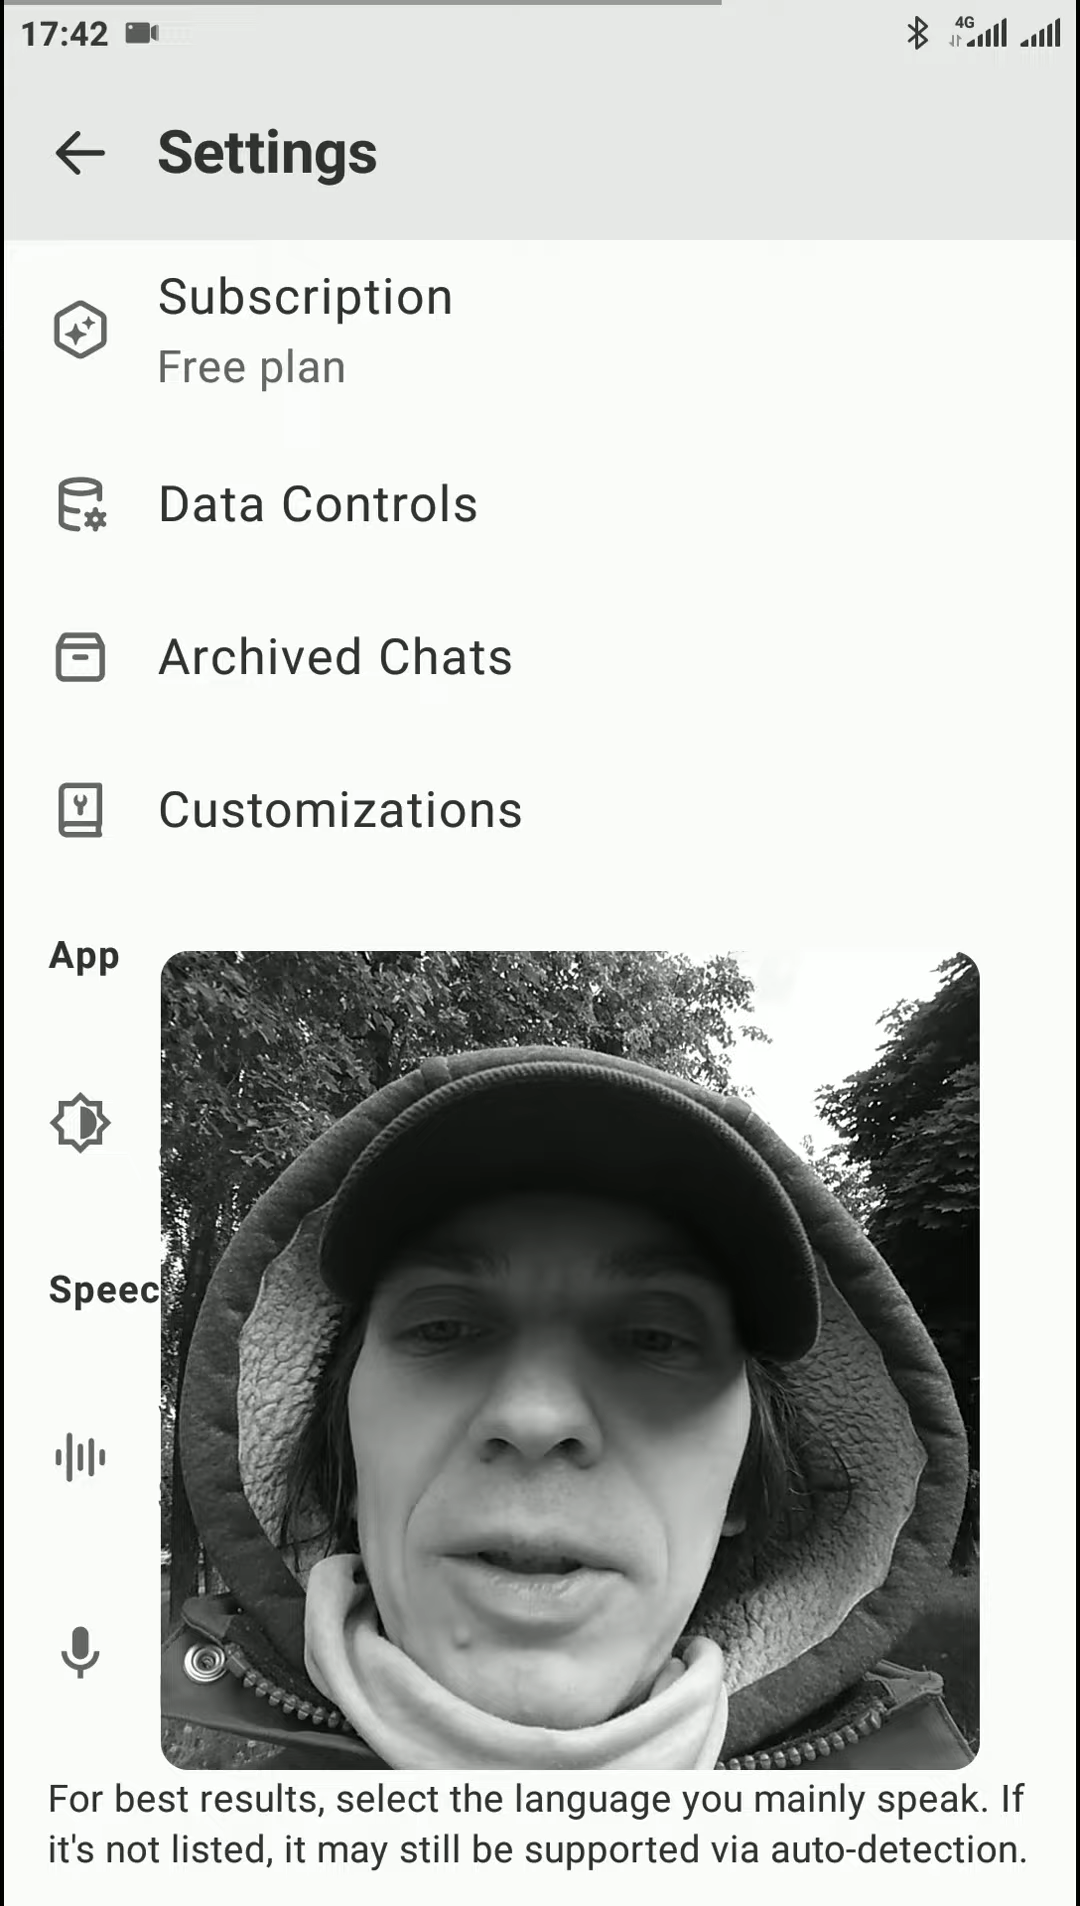 17:42
4G
Settings
Subscription
Free plan
Data Controls
Archived Chats
Customizations
App
Speec
For best results, select the language you mainly speak. If
it's not listed, it may still be supported via auto-detection.